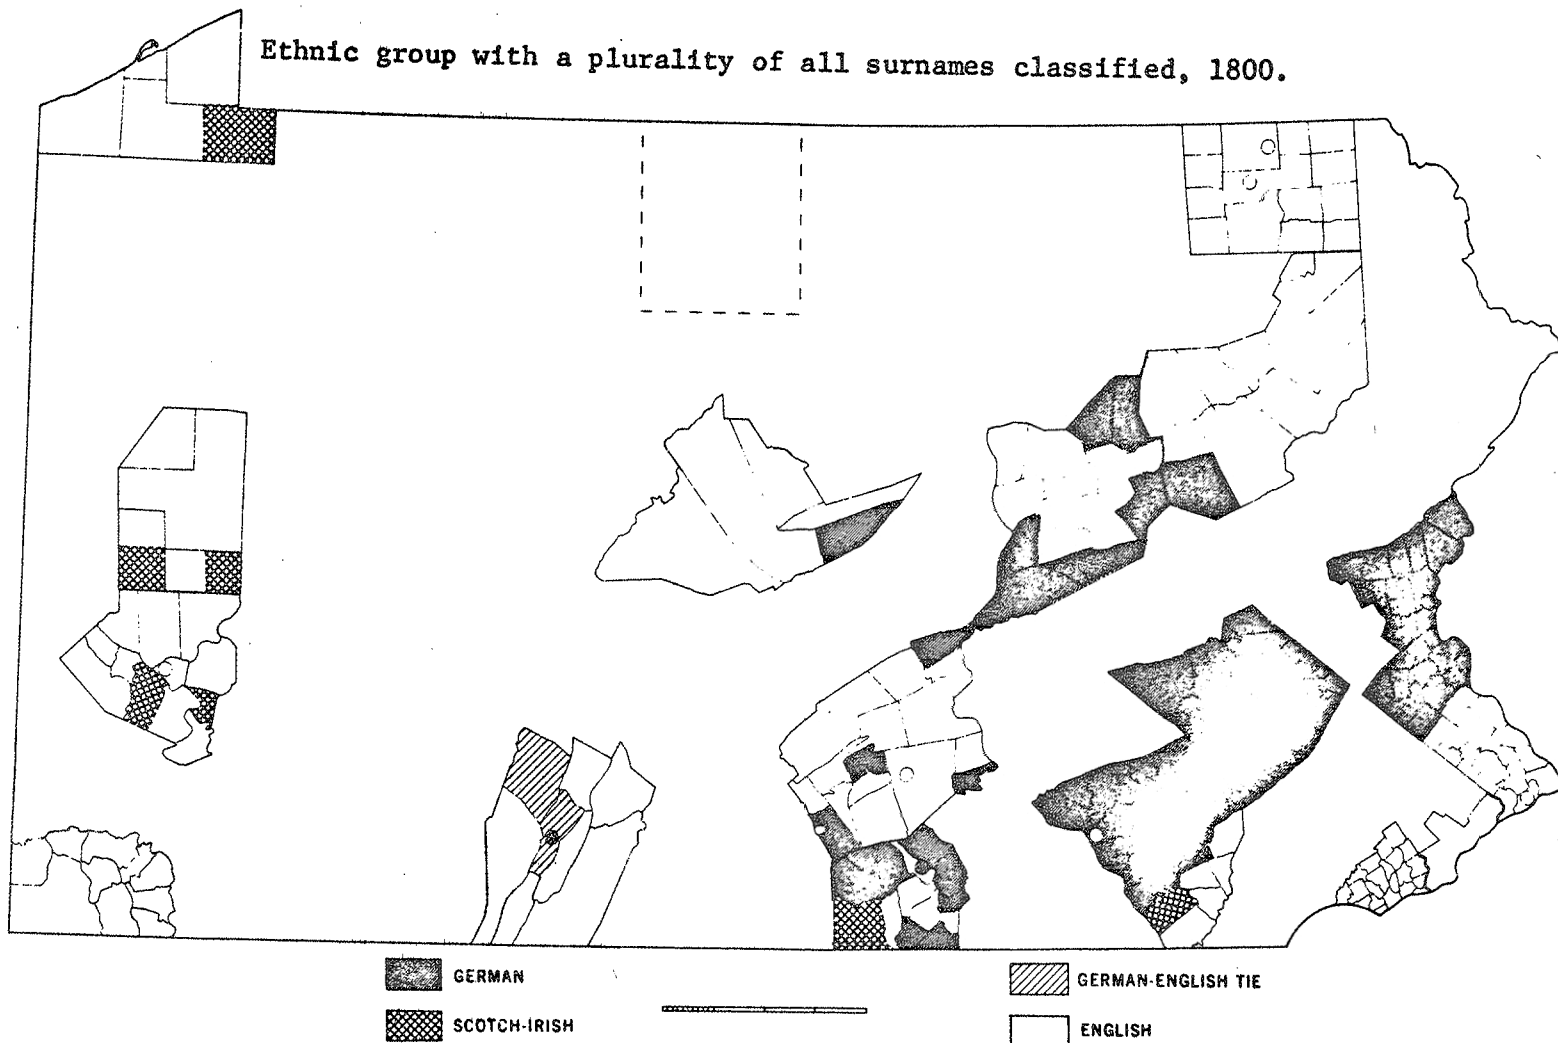 Ethnic group with a plurality of all surnames classified, 1800.
GERMAN
GERMAN-ENGLISH TIE
SCOTCH-IRISH
ENGLISH